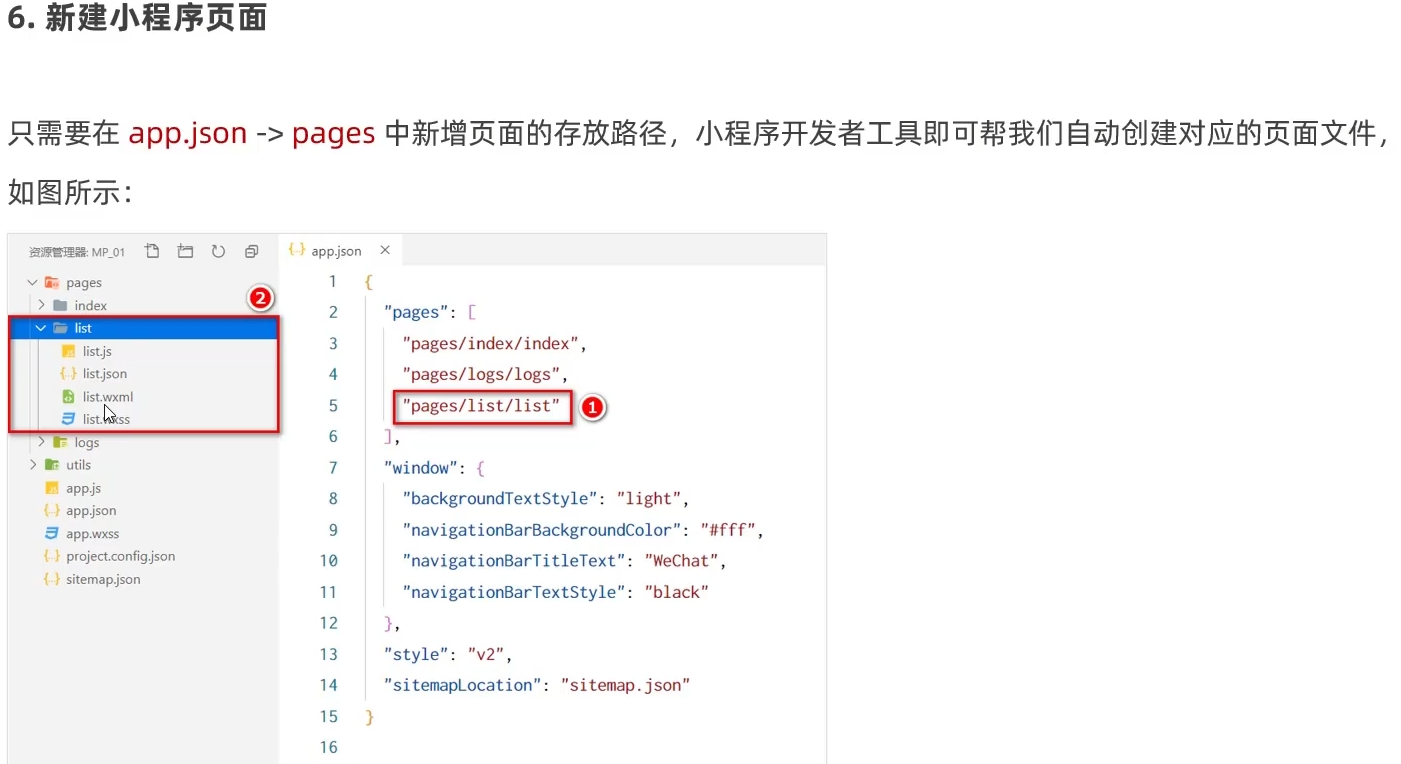 6. 新建小程序页面
只需要在 app.json -> pages 中新增页面的存放路径，小程序开发者工具即可帮我们自动创建对应的页面文件，
如图所示：
资源管理器: MP_01
pages
index
2
list
list.js
list.json
list.wxml
list.wxss
logs
utils
app.js
app.json
app.wxss
project.config.json
sitemap.json
{..} app.json ×
1 {
2 "pages": [
3 "pages/index/index",
4 "pages/logs/logs",
5 "pages/list/list" 1
6 ],
7 "window": {
8 "backgroundTextStyle": "light",
9 "navigationBarBackgroundColor": "#fff",
10 "navigationBarTitleText": "WeChat",
11 "navigationBarTextStyle": "black"
12 },
13 "style": "v2",
14 "sitemapLocation": "sitemap.json"
15 }
16